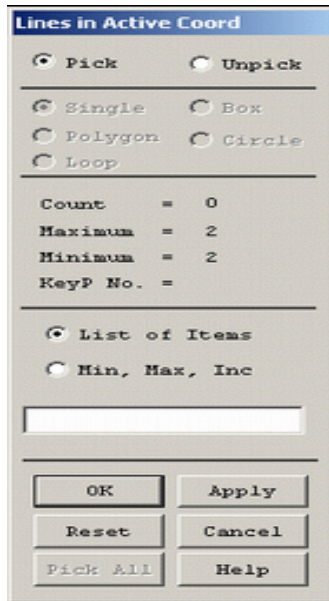 Lines in Active Coord
Pick Unpick
Single Box
Polygon Circle
Loop
Count = 0
Maximum = 2
Minimum = 2
KeyP No. =
List of Items
Min, Max, Inc
OK Apply
Reset Cancel
Pick All Help